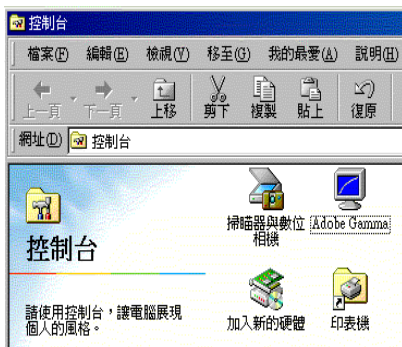 控制台
檔案(F) 編輯(E) 檢視(V) 移至(G) 我的最愛(A) 說明(H)
上一頁 下一頁 上移 剪下 複製 貼上 復原
網址(D) 控制台
控制台
請使用控制台，讓電腦展現
個人的風格。
掃瞄器與數位
相機
Adobe Gamma
加入新的硬體
印表機